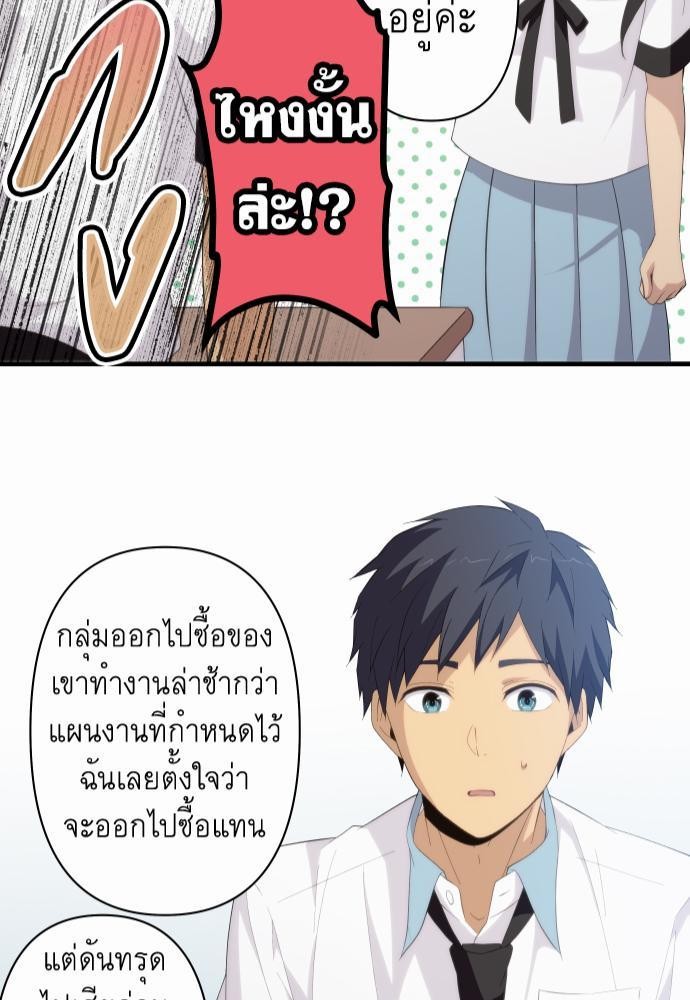 อยู่ค่ะ
ไหงงั้น
ล่ะ!?
กลุ่มออกไปซื้อของ
เขาทำงานล่าช้ากว่า
แผนงานที่กำหนดไว้
ฉันเลยตั้งใจว่า
จะออกไปซื้อแทน
แต่ดันทรุด